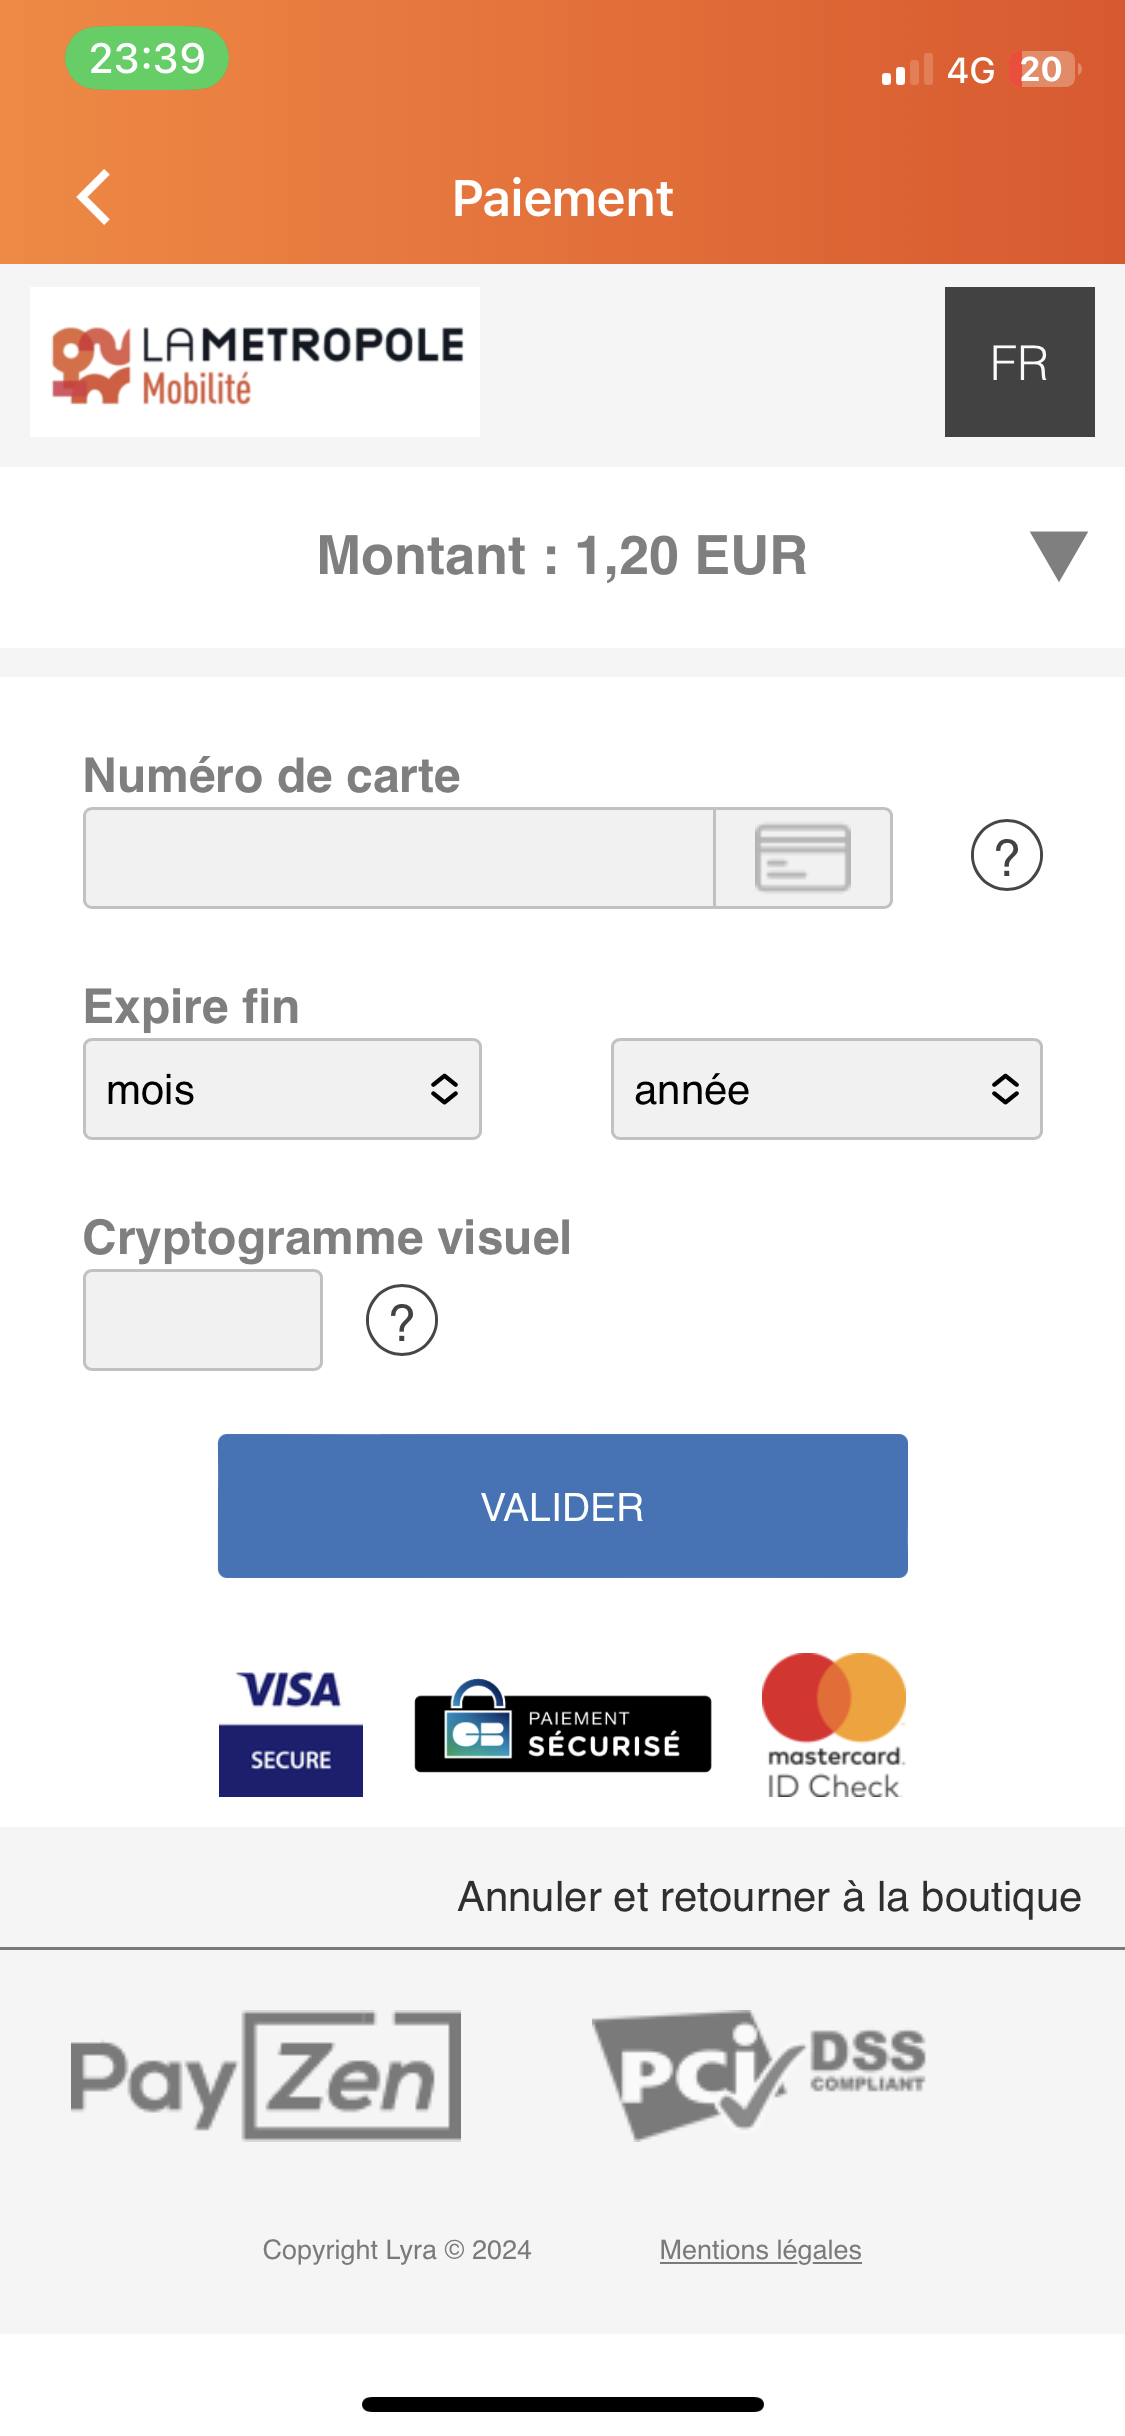 23:39
4G 20
Paiement
LAMETROPOLE
Mobilité
FR
Montant : 1,20 EUR
Numéro de carte
?
Expire fin
mois
année
Cryptogramme visuel
?
VALIDER
VISA
SECURE
CB
PAIEMENT
SÉCURISÉ
mastercard.
ID Check
Annuler et retourner à la boutique
PayZen
PCi DSS
COMPLIANT
Copyright Lyra © 2024
Mentions légales